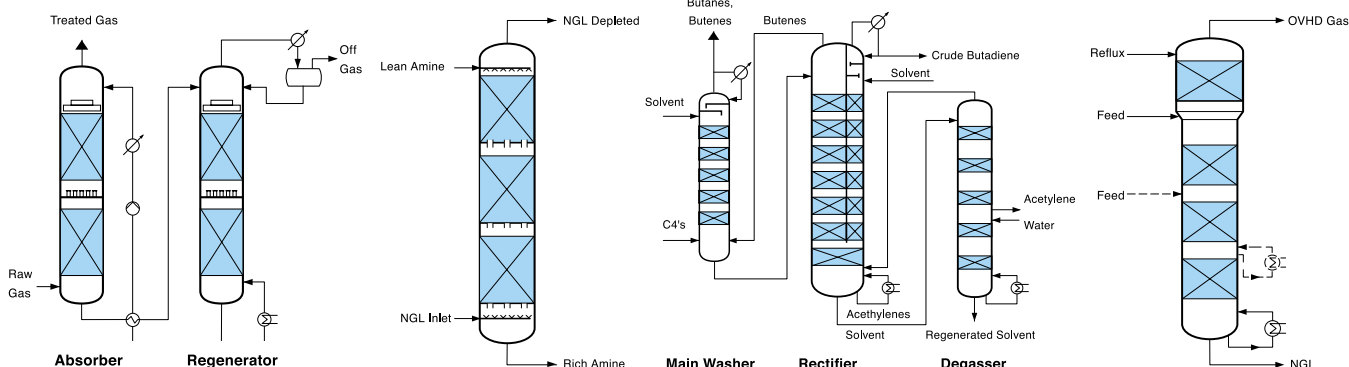 Treated Gas
Off
Gas
Raw
Gas
Absorber
Regenerator
NGL Depleted
Lean Amine
NGL Inlet
Rich Amine
Butanes,
Butenes
Butenes
Crude Butadiene
Solvent
Solvent
C4's
Acetylene
Water
Acethylenes
Solvent
Regenerated Solvent
Main Washer
Rectifier
Degasser
OVHD Gas
Reflux
Feed
Feed
NGL